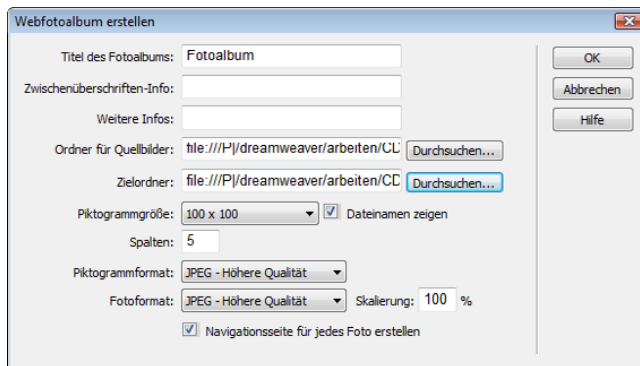 Webfotoalbum erstellen
Titel des Fotoalbums: Fotoalbum
OK
Zwischenüberschriften-Info:
Abbrechen
Weitere Infos:
Hilfe
Ordner für Quellbilder: file:///P|/dreamweaver/arbeiten/CD Durchsuchen...
Zielordner: file:///P|/dreamweaver/arbeiten/CD Durchsuchen...
Piktogrammgröße: 100 x 100 Dateinamen zeigen
Spalten: 5
Piktogrammformat: JPEG - Höhere Qualität
Fotoformat: JPEG - Höhere Qualität Skalierung: 100 %
Navigationsseite für jedes Foto erstellen